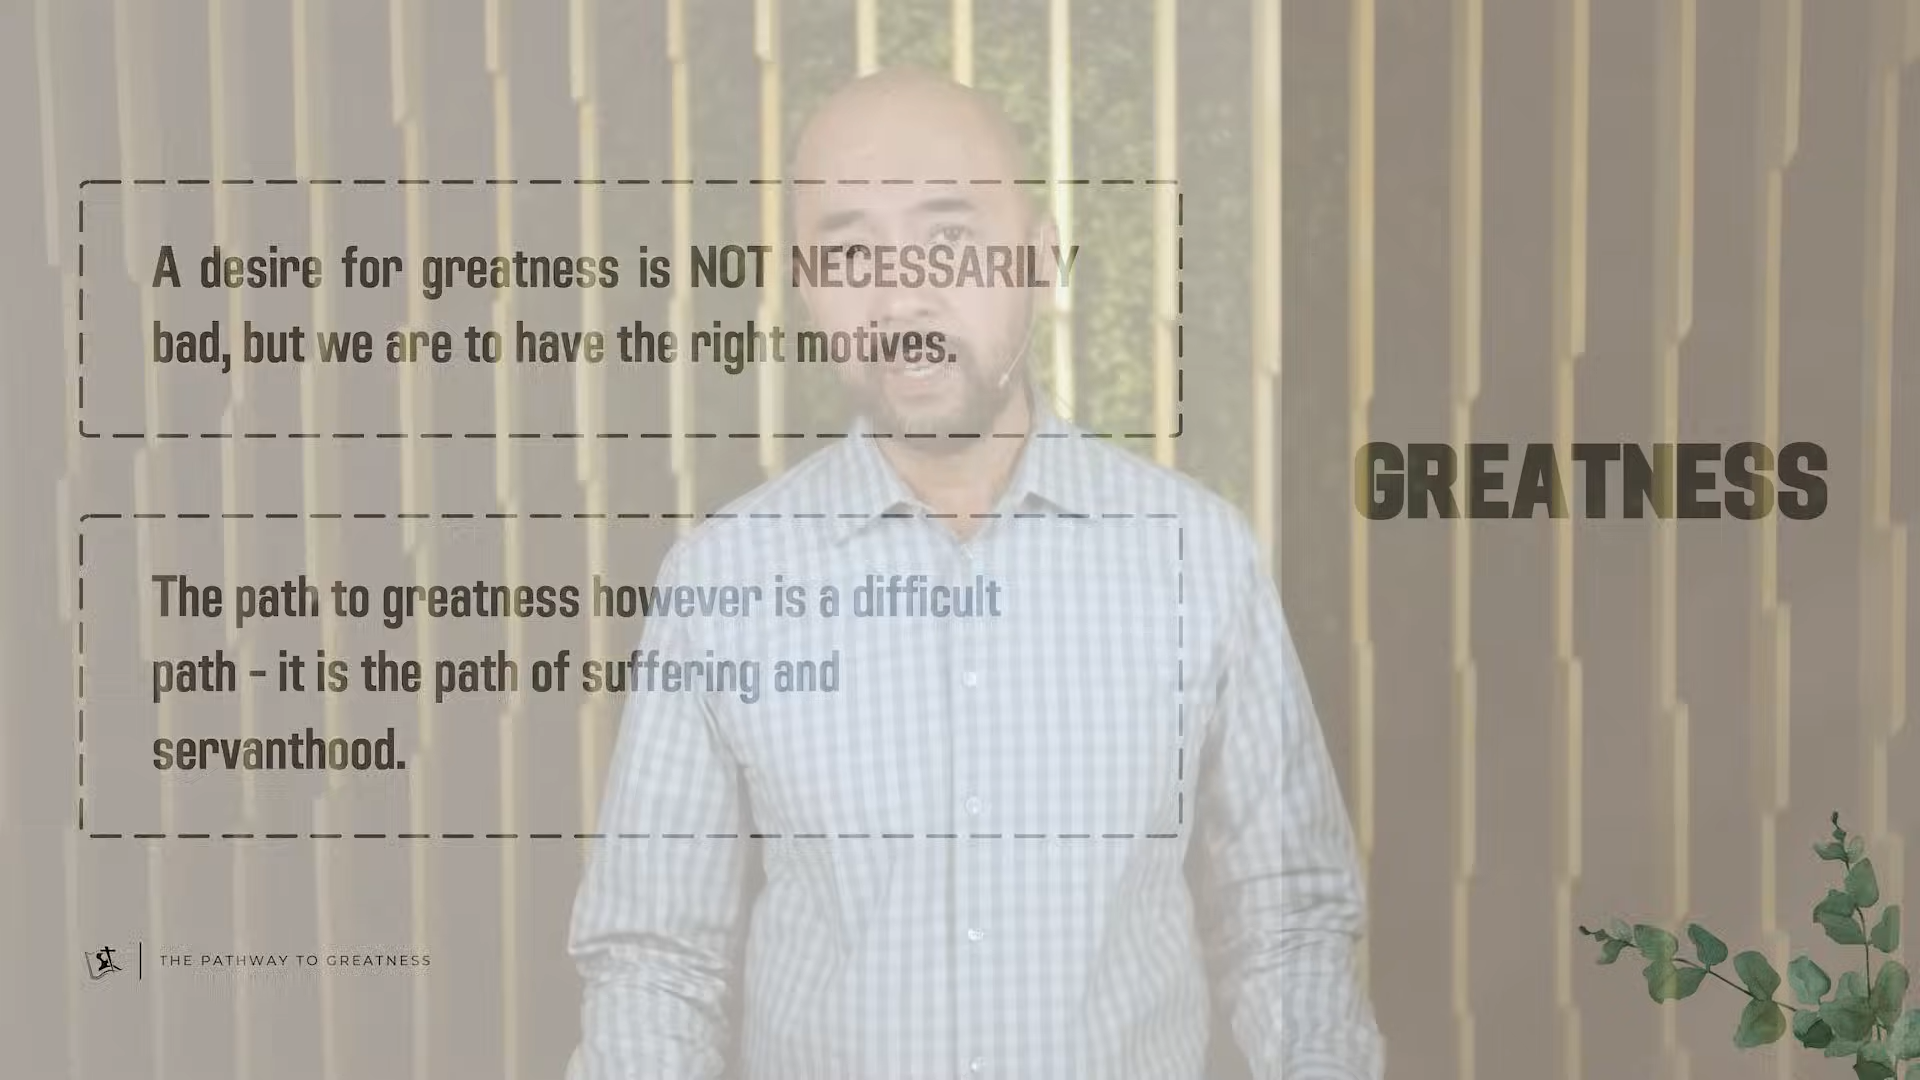 A desire for greatness is NOT NECESSARILY
bad, but we are to have the right motives.
The path to greatness however is a difficult
path - it is the path of suffering and
servanthood.
GREATNESS
THE PATHWAY TO GREATNESS